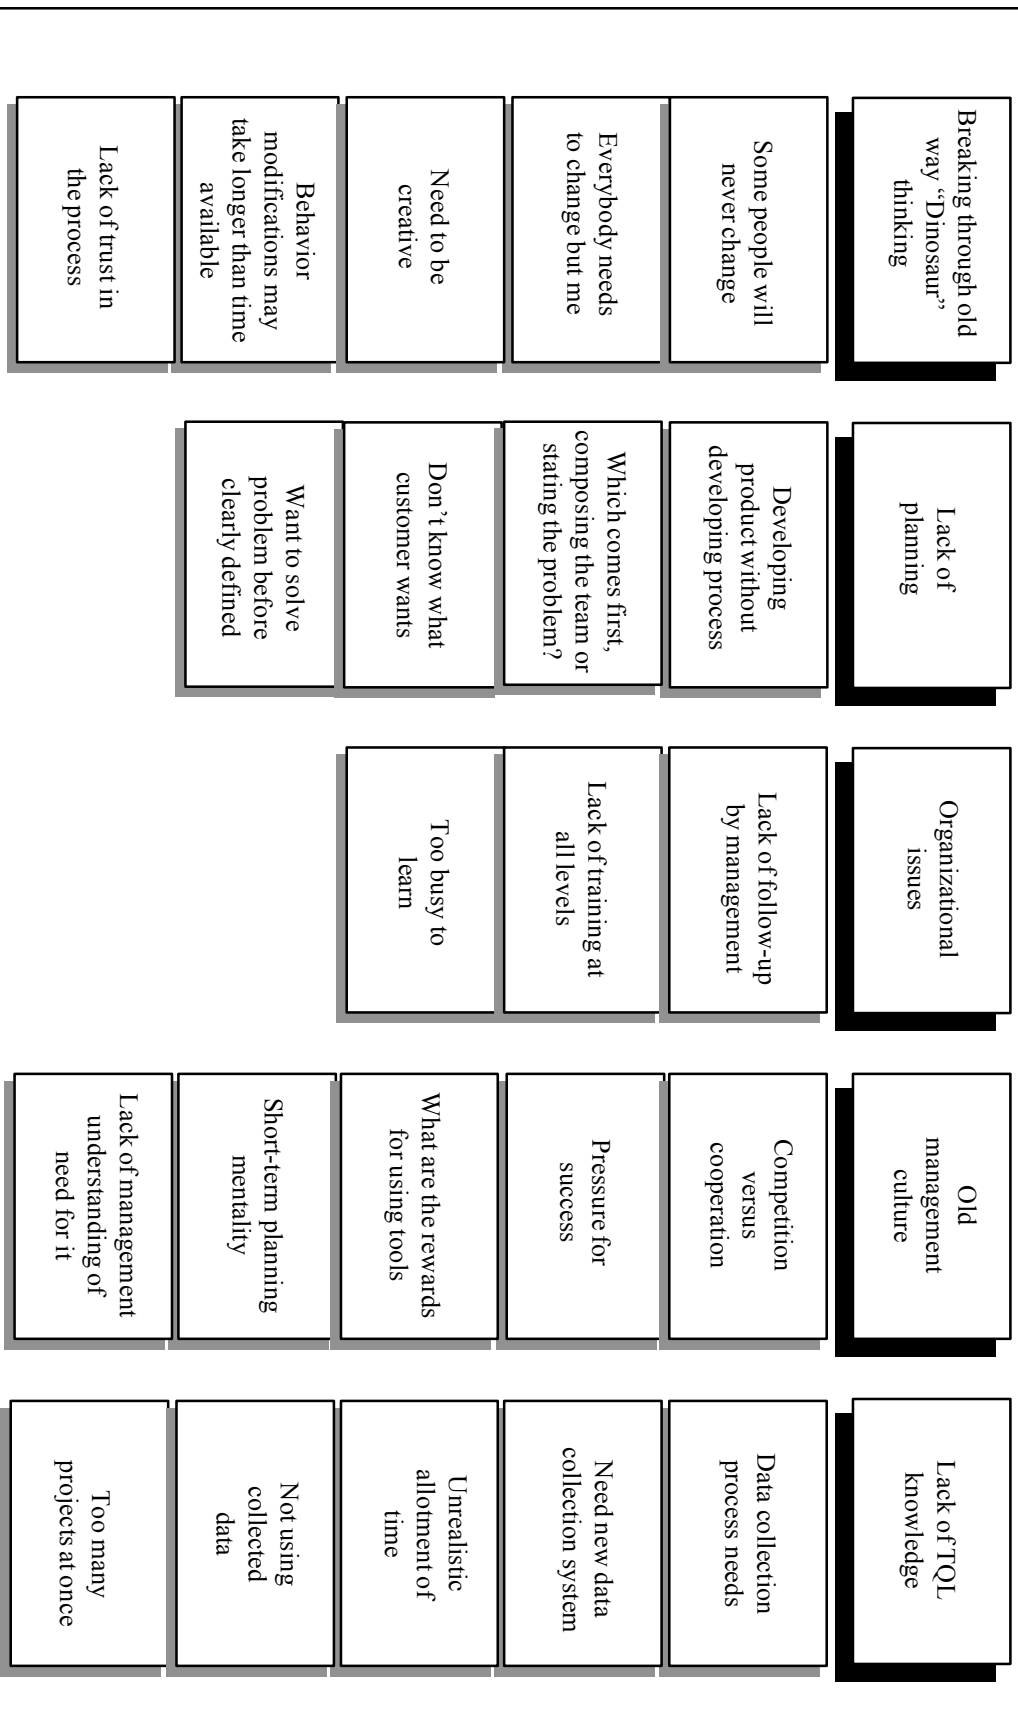 Breaking through old
way “Dinosaur”
thinking
Some people will
never change
Everybody needs
to change but me
Need to be
creative
Behavior
modifications may
take longer than time
available
Lack of trust in
the process
Lack of
planning
Developing
product without
developing process
Which comes first,
composing the team or
stating the problem?
Don’t know what
customer wants
Want to solve
problem before
clearly defined
Organizational
issues
Lack of follow-up
by management
Lack of training at
all levels
Too busy to
learn
Old
management
culture
Competition
versus
cooperation
Pressure for
success
What are the rewards
for using tools
Short-term planning
mentality
Lack of management
understanding of
need for it
Lack of TQL
knowledge
Data collection
process needs
Need new data
collection system
Unrealistic
allotment of
time
Not using
collected
data
Too many
projects at once